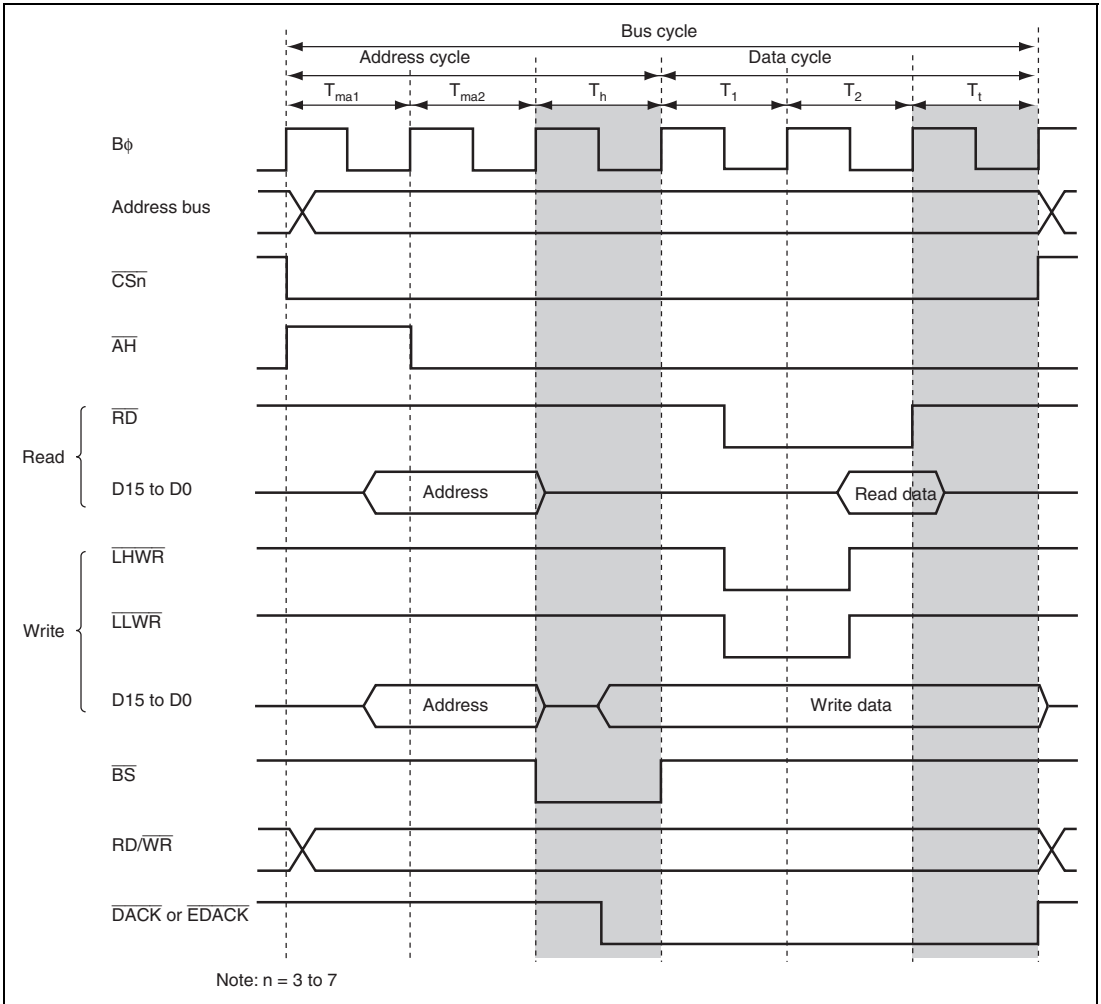 Bus cycle
Address cycle Data cycle
Tma1 Tma2 Th T1 T2 Tt
Bϕ
Address bus
CSn
AH
RD
Read
D15 to D0 Address Read data
LHWR
LLWR
Write
D15 to D0 Address Write data
BS
RD/WR
DACK or EDACK
Note: n = 3 to 7